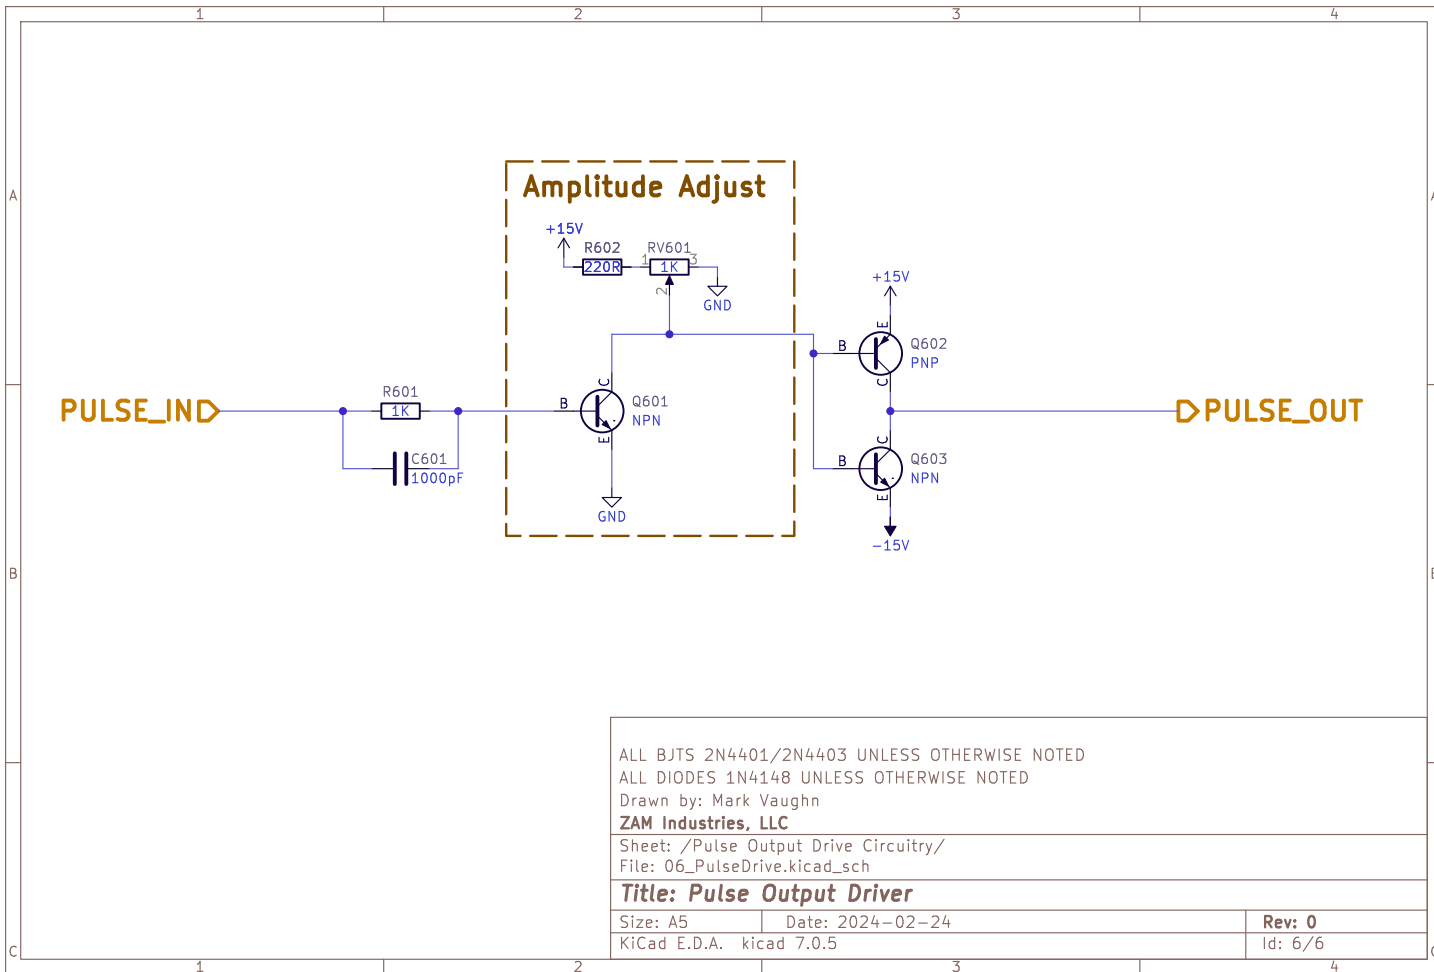 1 2 3 4
A A
Amplitude Adjust
+15V
R602 RV601
1 3
220R 1K
2
GND
+15V
E
B Q602
PNP
C
R601
C
PULSE_IN 1K B Q601 PULSE_OUT
NPN
E
C
C601 B Q603
1000pF NPN
E
GND
-15V
B B
ALL BJTS 2N4401/2N4403 UNLESS OTHERWISE NOTED
ALL DIODES 1N4148 UNLESS OTHERWISE NOTED
Drawn by: Mark Vaughn
ZAM Industries, LLC
Sheet: /Pulse Output Drive Circuitry/
File: 06_PulseDrive.kicad_sch
Title: Pulse Output Driver
Size: A5 Date: 2024-02-24 Rev: 0
KiCad E.D.A. kicad 7.0.5 Id: 6/6
C C
1 2 3 4